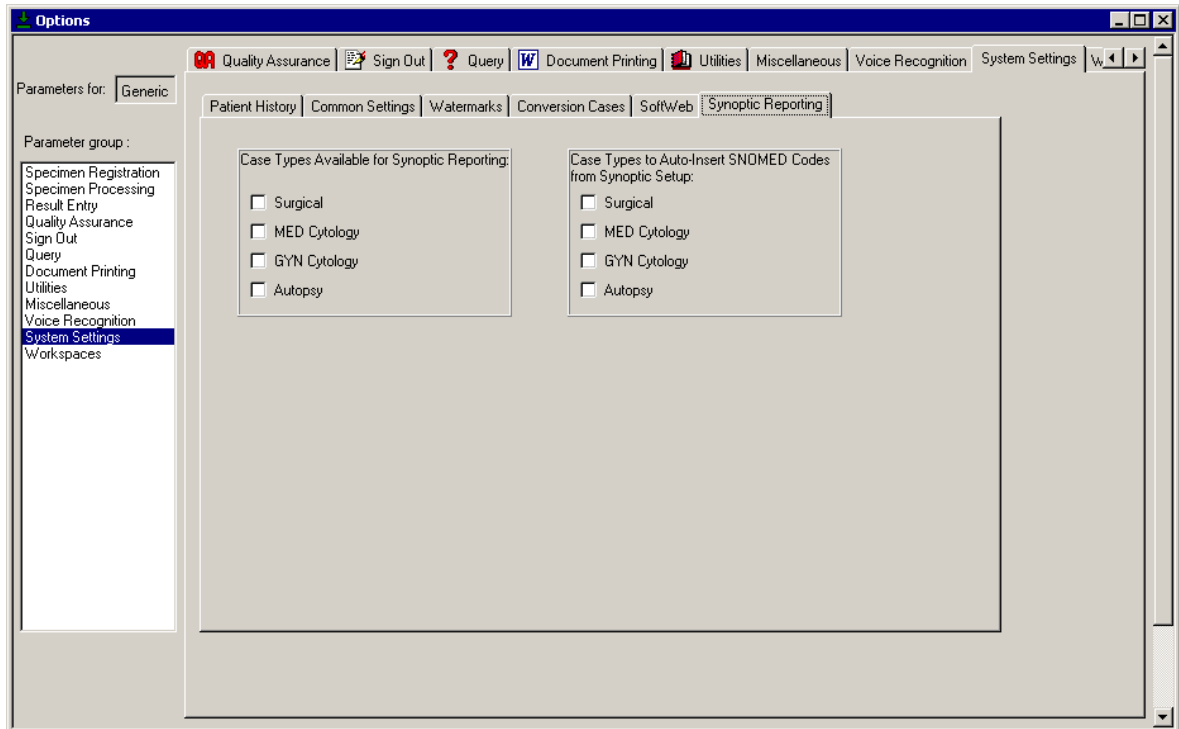 Options
Quality Assurance Sign Out Query Document Printing Utilities Miscellaneous Voice Recognition System Settings W
Parameters for: Generic
Patient History Common Settings Watermarks Conversion Cases SoftWeb Synoptic Reporting
Parameter group :
Specimen Registration
Specimen Processing
Result Entry
Quality Assurance
Sign Out
Query
Document Printing
Utilities
Miscellaneous
Voice Recognition
System Settings
Workspaces
Case Types Available for Synoptic Reporting:
Surgical
MED Cytology
GYN Cytology
Autopsy
Case Types to Auto-Insert SNOMED Codes
from Synoptic Setup:
Surgical
MED Cytology
GYN Cytology
Autopsy